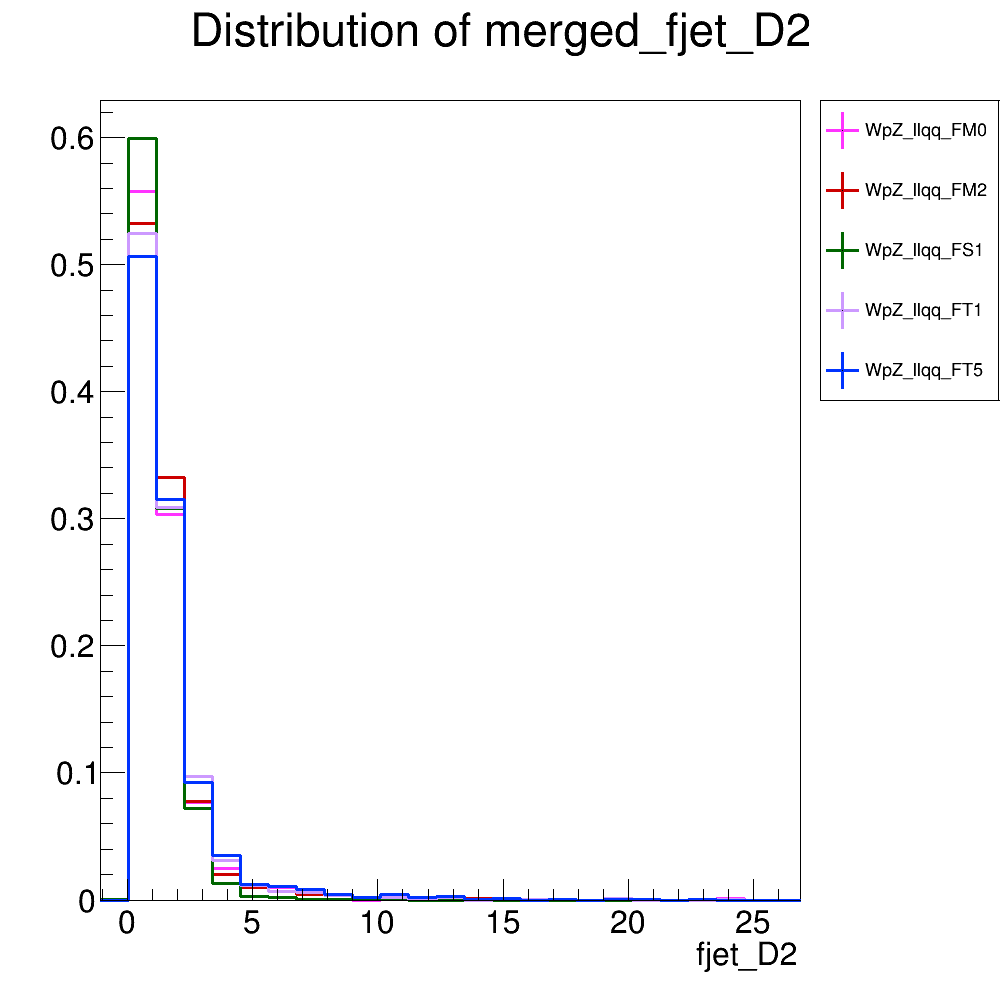 Distribution of merged_fjet_D2
WpZ_llqq_FM0
WpZ_llqq_FM2
WpZ_llqq_FS1
WpZ_llqq_FT1
WpZ_llqq_FT5
0.6
0.5
0.4
0.3
0.2
0.1
0
0 5 10 15 20 25
fjet_D2